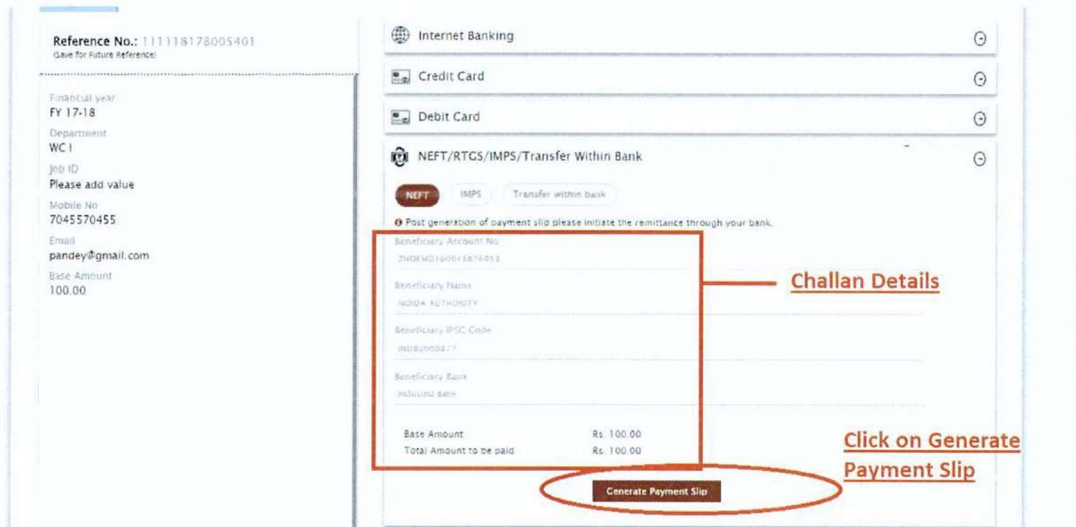 Reference No.: 111118178005401
(Save for Future Reference)
Financial year
FY 17-18
Department
WC I
Job ID
Please add value
Mobile No
7045570455
Email
pandey@gmail.com
Base Amount
100.00
Internet Banking
Credit Card
Debit Card
NEFT/RTGS/IMPS/Transfer Within Bank
NEFT IMPS Transfer within bank
Post generation of payment slip please initiate the remittance through your bank.
Beneficiary Account No
Beneficiary Name
NOIDA AUTHORITY
Beneficiary IFSC Code
Beneficiary Bank
INDUSIND BANK
Base Amount Rs. 100.00
Total Amount to be paid Rs. 100.00
Generate Payment Slip
Challan Details
Click on Generate
Payment Slip